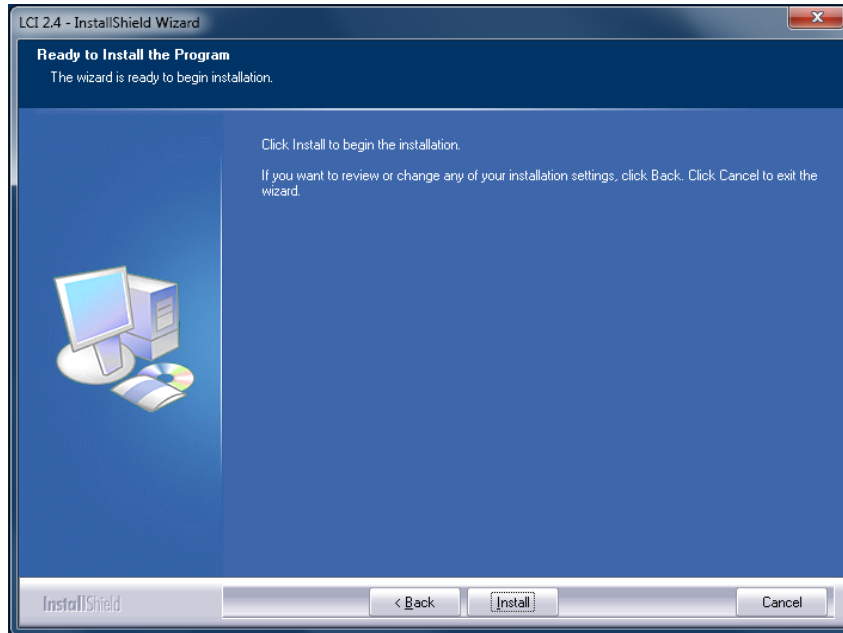 LCI 2.4 - InstallShield Wizard
Ready to Install the Program
The wizard is ready to begin installation.
Click Install to begin the installation.
If you want to review or change any of your installation settings, click Back. Click Cancel to exit the
wizard.
InstallShield
< Back
Install
Cancel